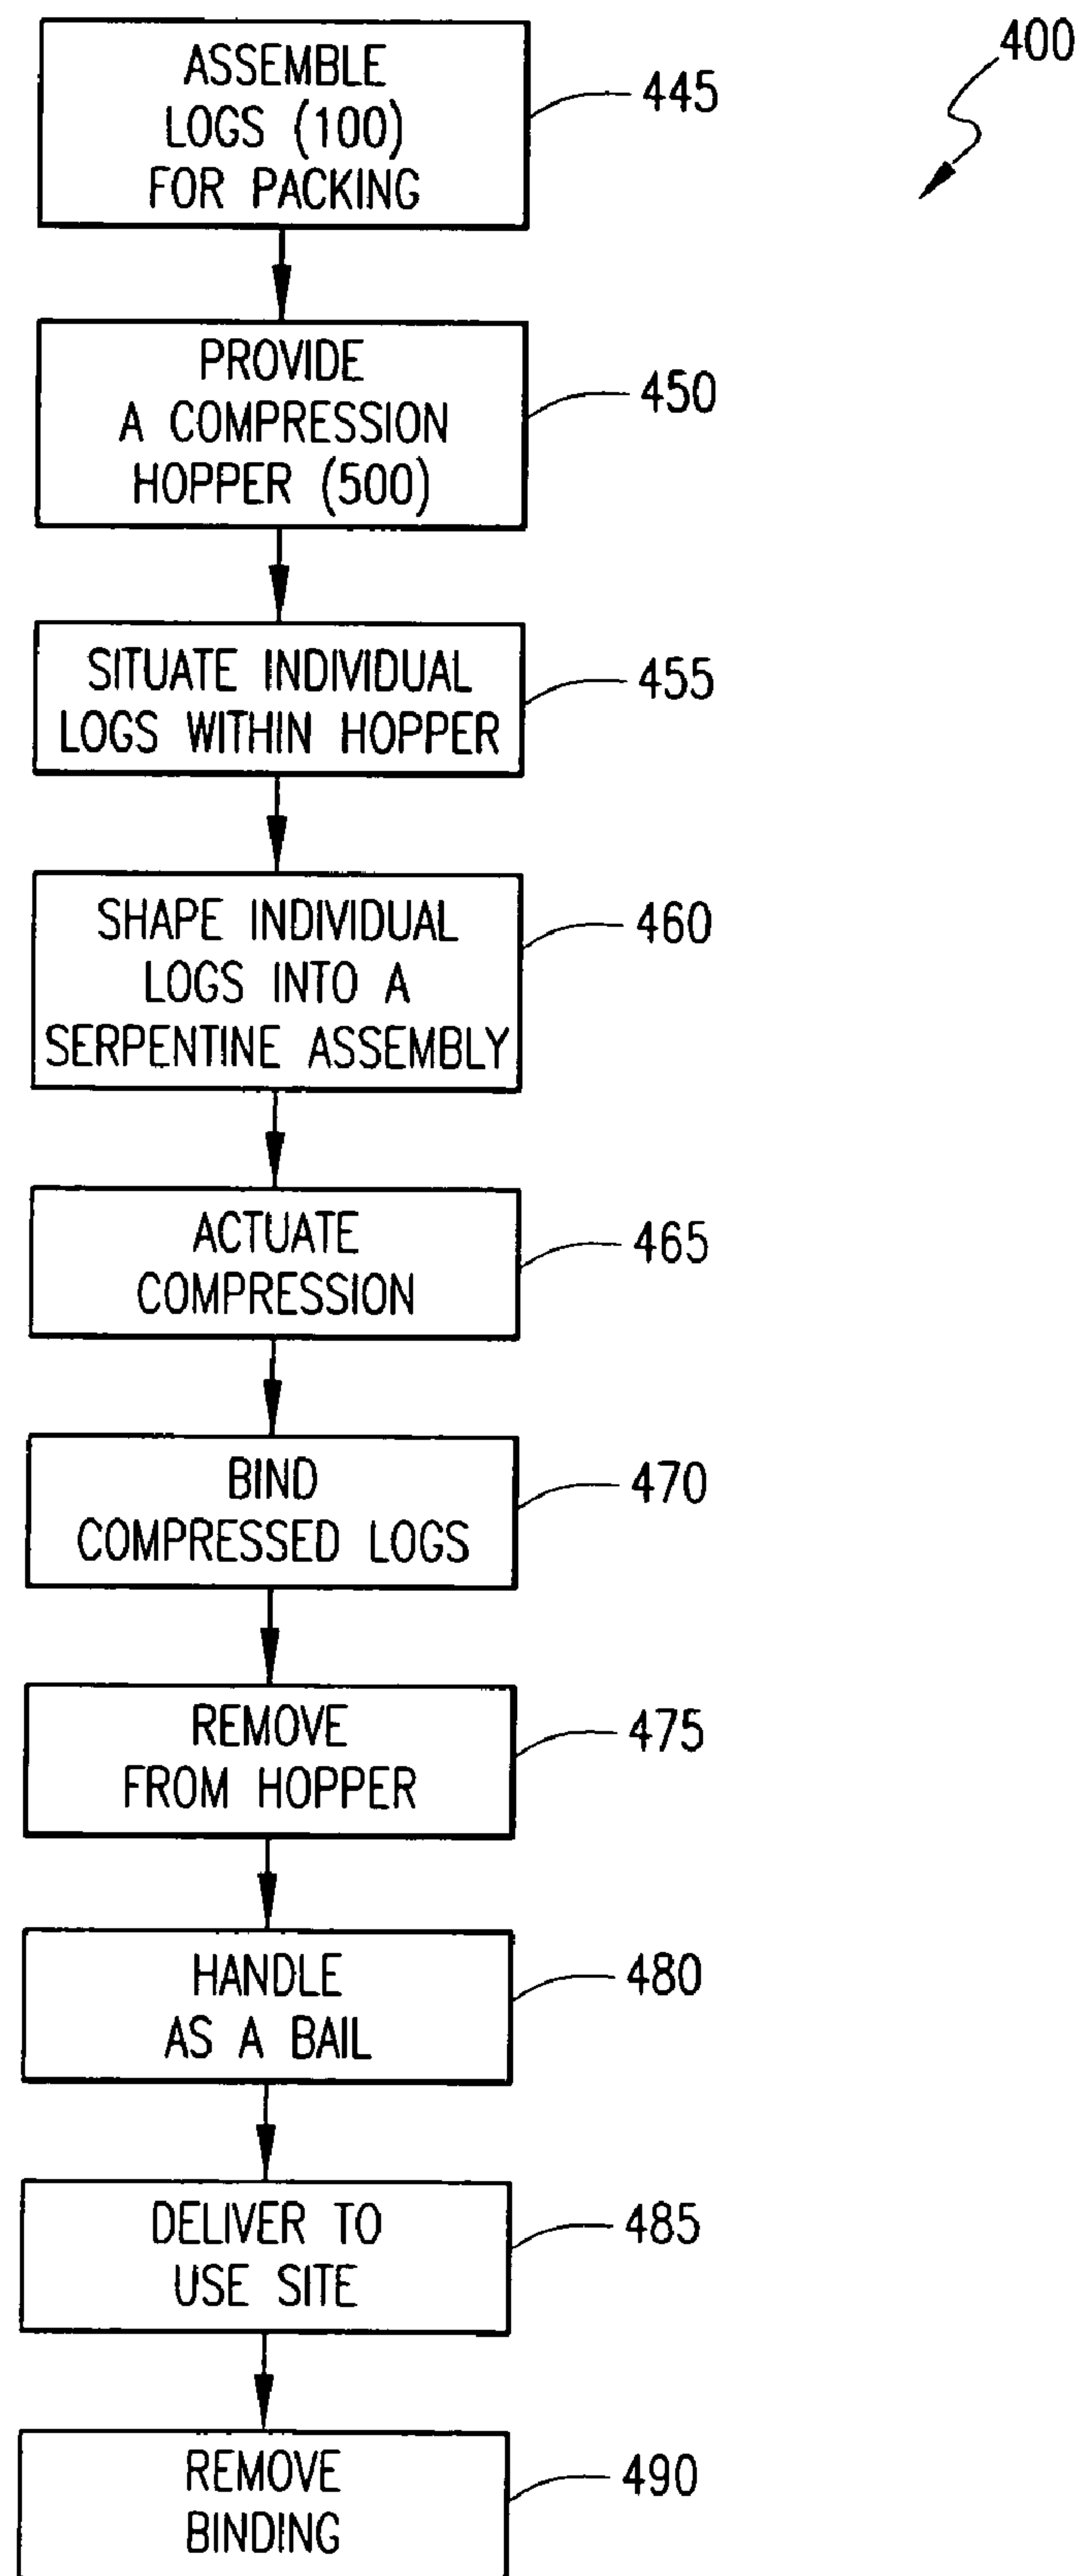 400
ASSEMBLE
LOGS (100)
FOR PACKING
445
PROVIDE
A COMPRESSION
HOPPER (500)
450
SITUATE INDIVIDUAL
LOGS WITHIN HOPPER
455
SHAPE INDIVIDUAL
LOGS INTO A
SERPENTINE ASSEMBLY
460
ACTUATE
COMPRESSION
465
BIND
COMPRESSED LOGS
470
REMOVE
FROM HOPPER
475
HANDLE
AS A BAIL
480
DELIVER TO
USE SITE
485
REMOVE
BINDING
490